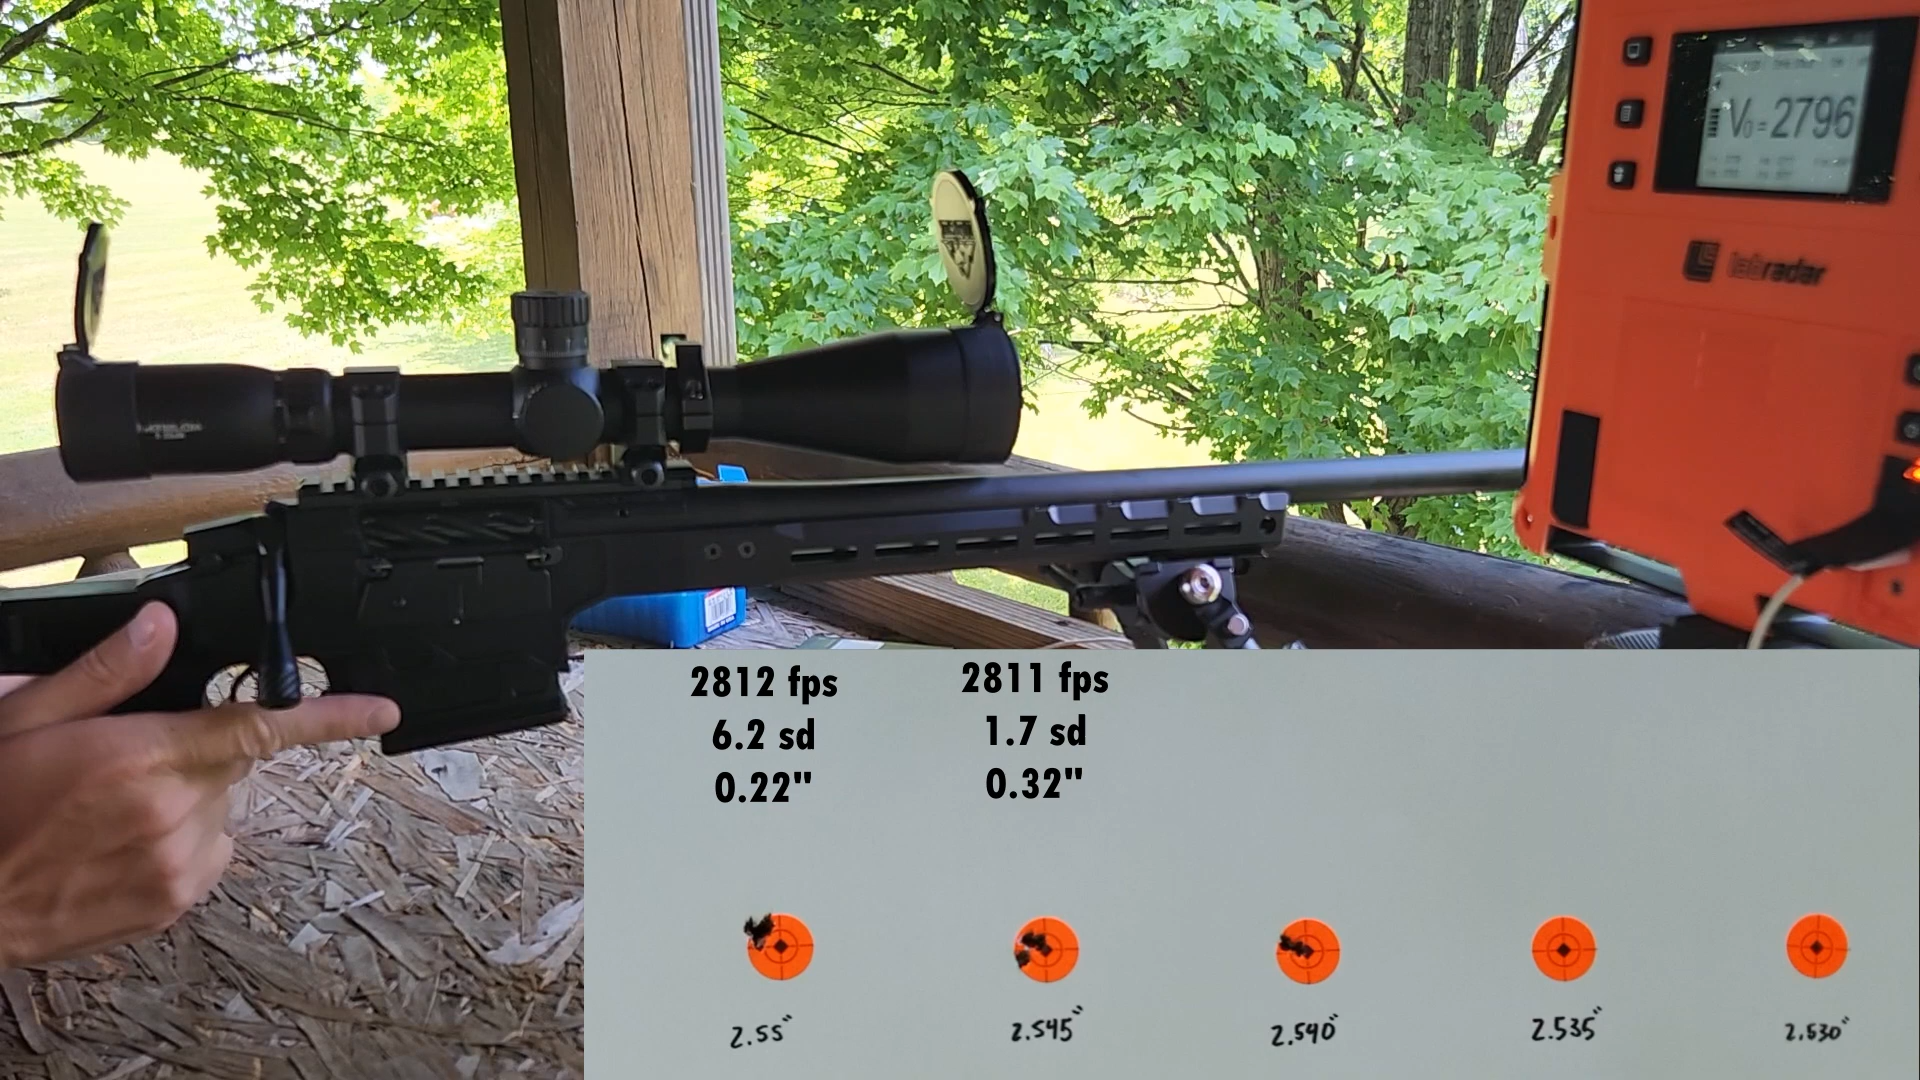 V₀=2796
labradar
2812 fps
2811 fps
6.2 sd
1.7 sd
0.22"
0.32"
2.55"
2.545"
2.540"
2.535"
2.530"